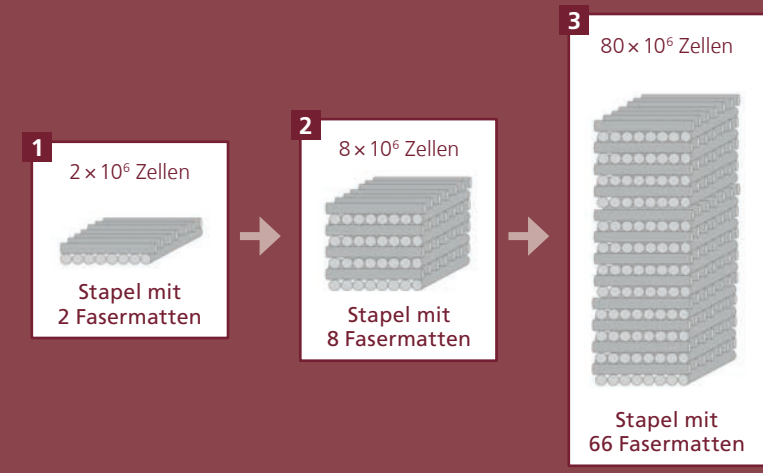 1
2 × 10⁶ Zellen
Stapel mit
2 Fasermatten
2
8 × 10⁶ Zellen
Stapel mit
8 Fasermatten
3
80 × 10⁶ Zellen
Stapel mit
66 Fasermatten